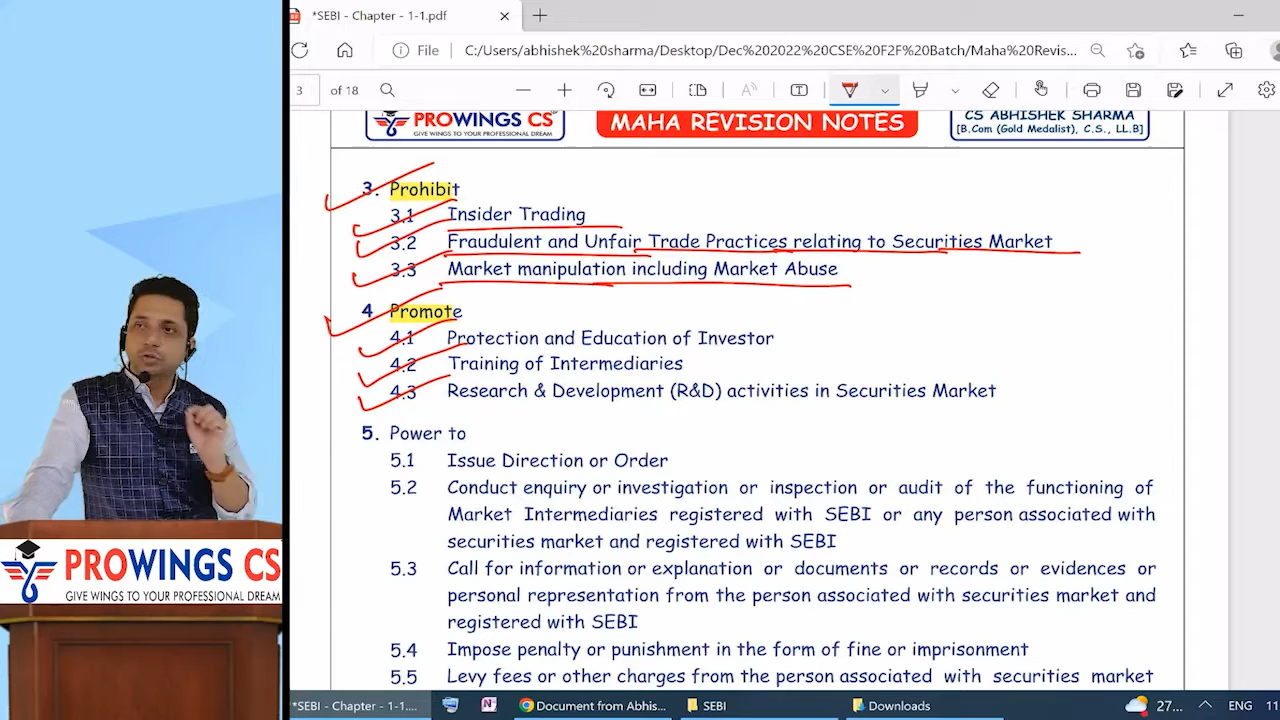 *SEBI - Chapter - 1-1.pdf
File
C:/Users/abhishek%20sharma/Desktop/Dec%202022%20CSE%20F2F%20Batch/Maha%20Revis...
3 of 18
PROWINGS CS
GIVE WINGS TO YOUR PROFESSIONAL DREAM
MAHA REVISION NOTES
CS ABHISHEK SHARMA
[B.Com (Gold Medalist), C.S., LL.B]
3. Prohibit
3.1 Insider Trading
3.2 Fraudulent and Unfair Trade Practices relating to Securities Market
3.3 Market manipulation including Market Abuse
4 Promote
4.1 Protection and Education of Investor
4.2 Training of Intermediaries
4.3 Research & Development (R&D) activities in Securities Market
5. Power to
5.1 Issue Direction or Order
5.2 Conduct enquiry or investigation or inspection or audit of the functioning of
Market Intermediaries registered with SEBI or any person associated with
securities market and registered with SEBI
5.3 Call for information or explanation or documents or records or evidences or
personal representation from the person associated with securities market and
registered with SEBI
5.4 Impose penalty or punishment in the form of fine or imprisonment
5.5 Levy fees or other charges from the person associated with securities market
PROWINGS CS
GIVE WINGS TO YOUR PROFESSIONAL DREAM
*SEBI - Chapter - 1-1....
Document from Abhis...
SEBI
Downloads
27...
ENG
11